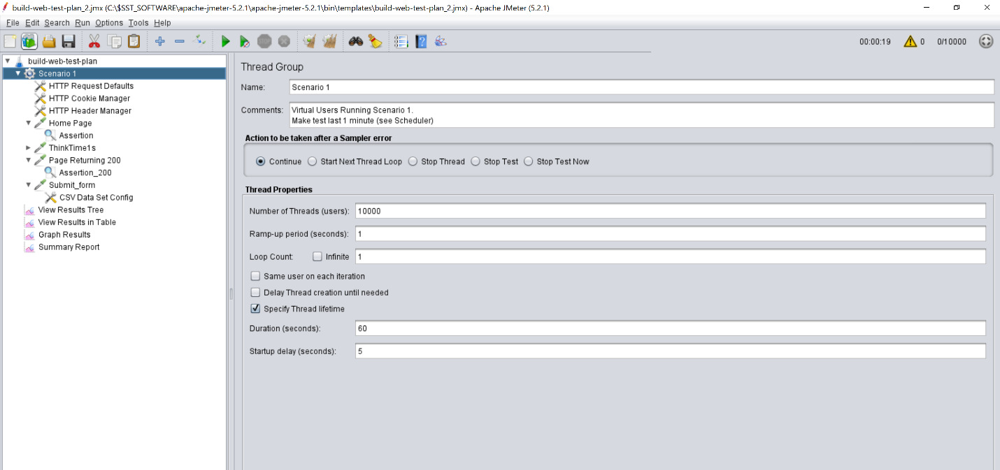 build-web-test-plan_2.jmx (C:\$SST_SOFTWARE\apache-jmeter-5.2.1\apache-jmeter-5.2.1\bin\templates\build-web-test-plan_2.jmx) - Apache JMeter (5.2.1)
File Edit Search Run Options Tools Help
00:00:19 0 0/10000
build-web-test-plan
Scenario 1
HTTP Request Defaults
HTTP Cookie Manager
HTTP Header Manager
Home Page
Assertion
ThinkTime1s
Page Returning 200
Assertion_200
Submit_form
CSV Data Set Config
View Results Tree
View Results in Table
Graph Results
Summary Report
Thread Group
Name: Scenario 1
Comments: Virtual Users Running Scenario 1.
Make test last 1 minute (see Scheduler)
Action to be taken after a Sampler error
Continue Start Next Thread Loop Stop Thread Stop Test Stop Test Now
Thread Properties
Number of Threads (users): 10000
Ramp-up period (seconds): 1
Loop Count: Infinite 1
Same user on each iteration
Delay Thread creation until needed
Specify Thread lifetime
Duration (seconds): 60
Startup delay (seconds): 5